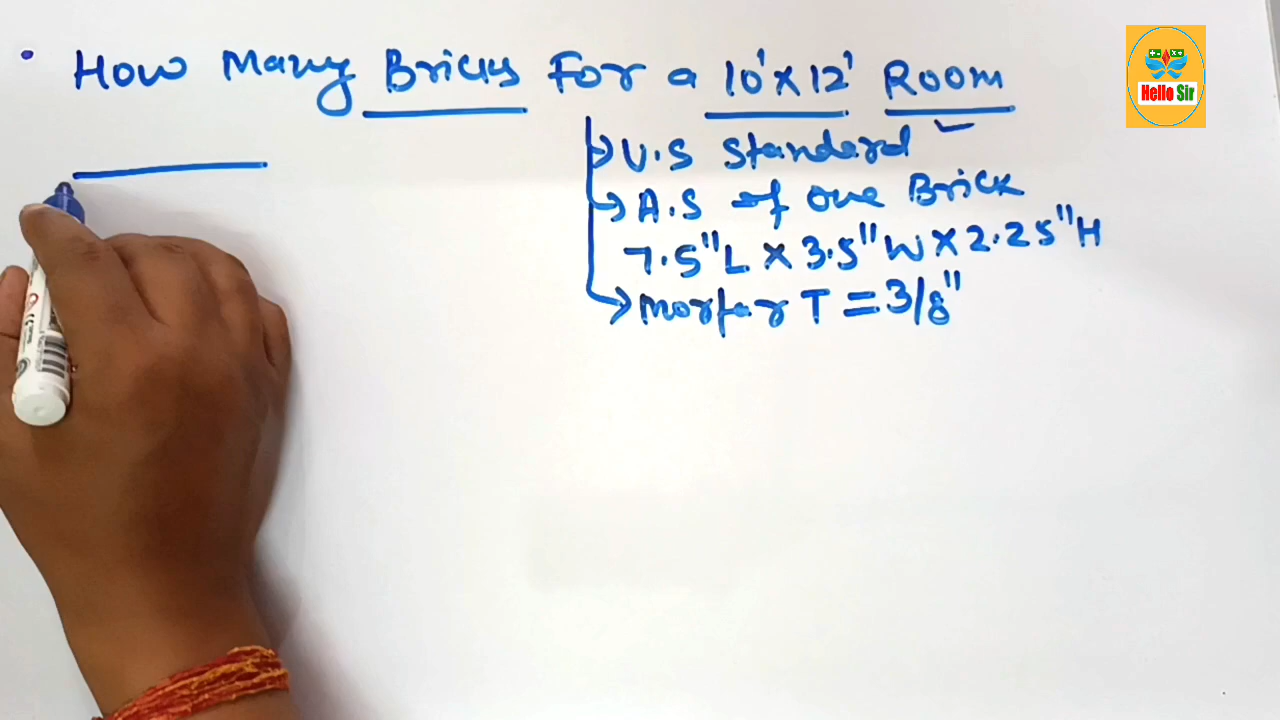 How Many Bricks For a 10'x12' Room
U.S Standard
A.S of one Brick
7.5"L x 3.5"W x 2.25"H
Mortar T = 3/8"
Hello Sir